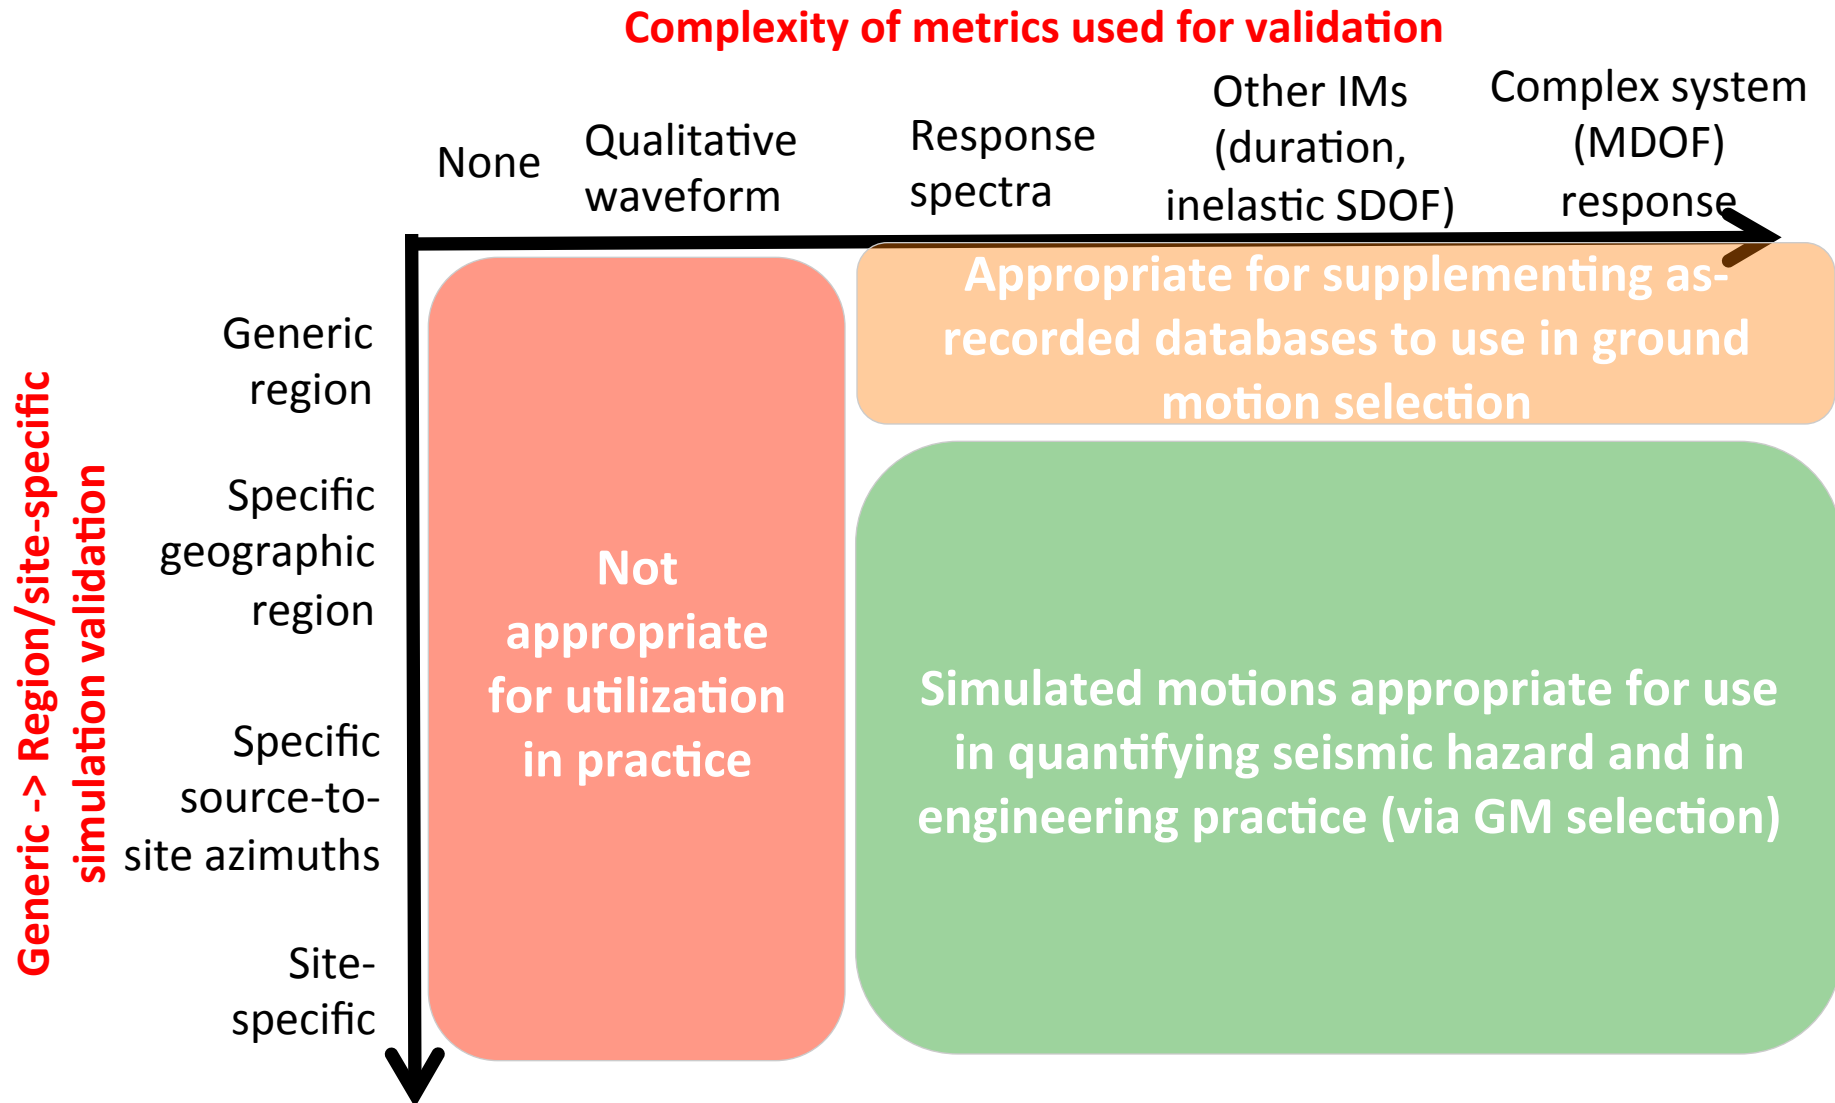 Complexity of metrics used for validation
None
Qualitative
waveform
Response
spectra
Other IMs
(duration,
inelastic SDOF)
Complex system
(MDOF)
response
Generic -> Region/site-specific
simulation validation
Generic
region
Specific
geographic
region
Specific
source-to-
site azimuths
Site-
specific
Not
appropriate
for utilization
in practice
Appropriate for supplementing as-
recorded databases to use in ground
motion selection
Simulated motions appropriate for use
in quantifying seismic hazard and in
engineering practice (via GM selection)